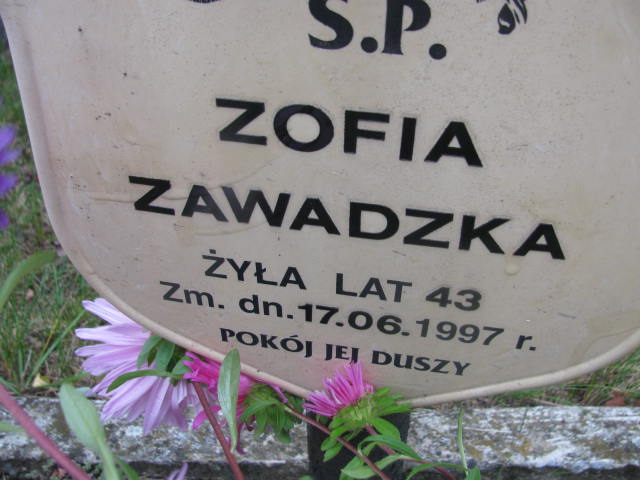 Ś.P.
ZOFIA
ZAWADZKA
ŻYŁA LAT 43
Zm. dn. 17.06.1997 r.
POKÓJ JEJ DUSZY